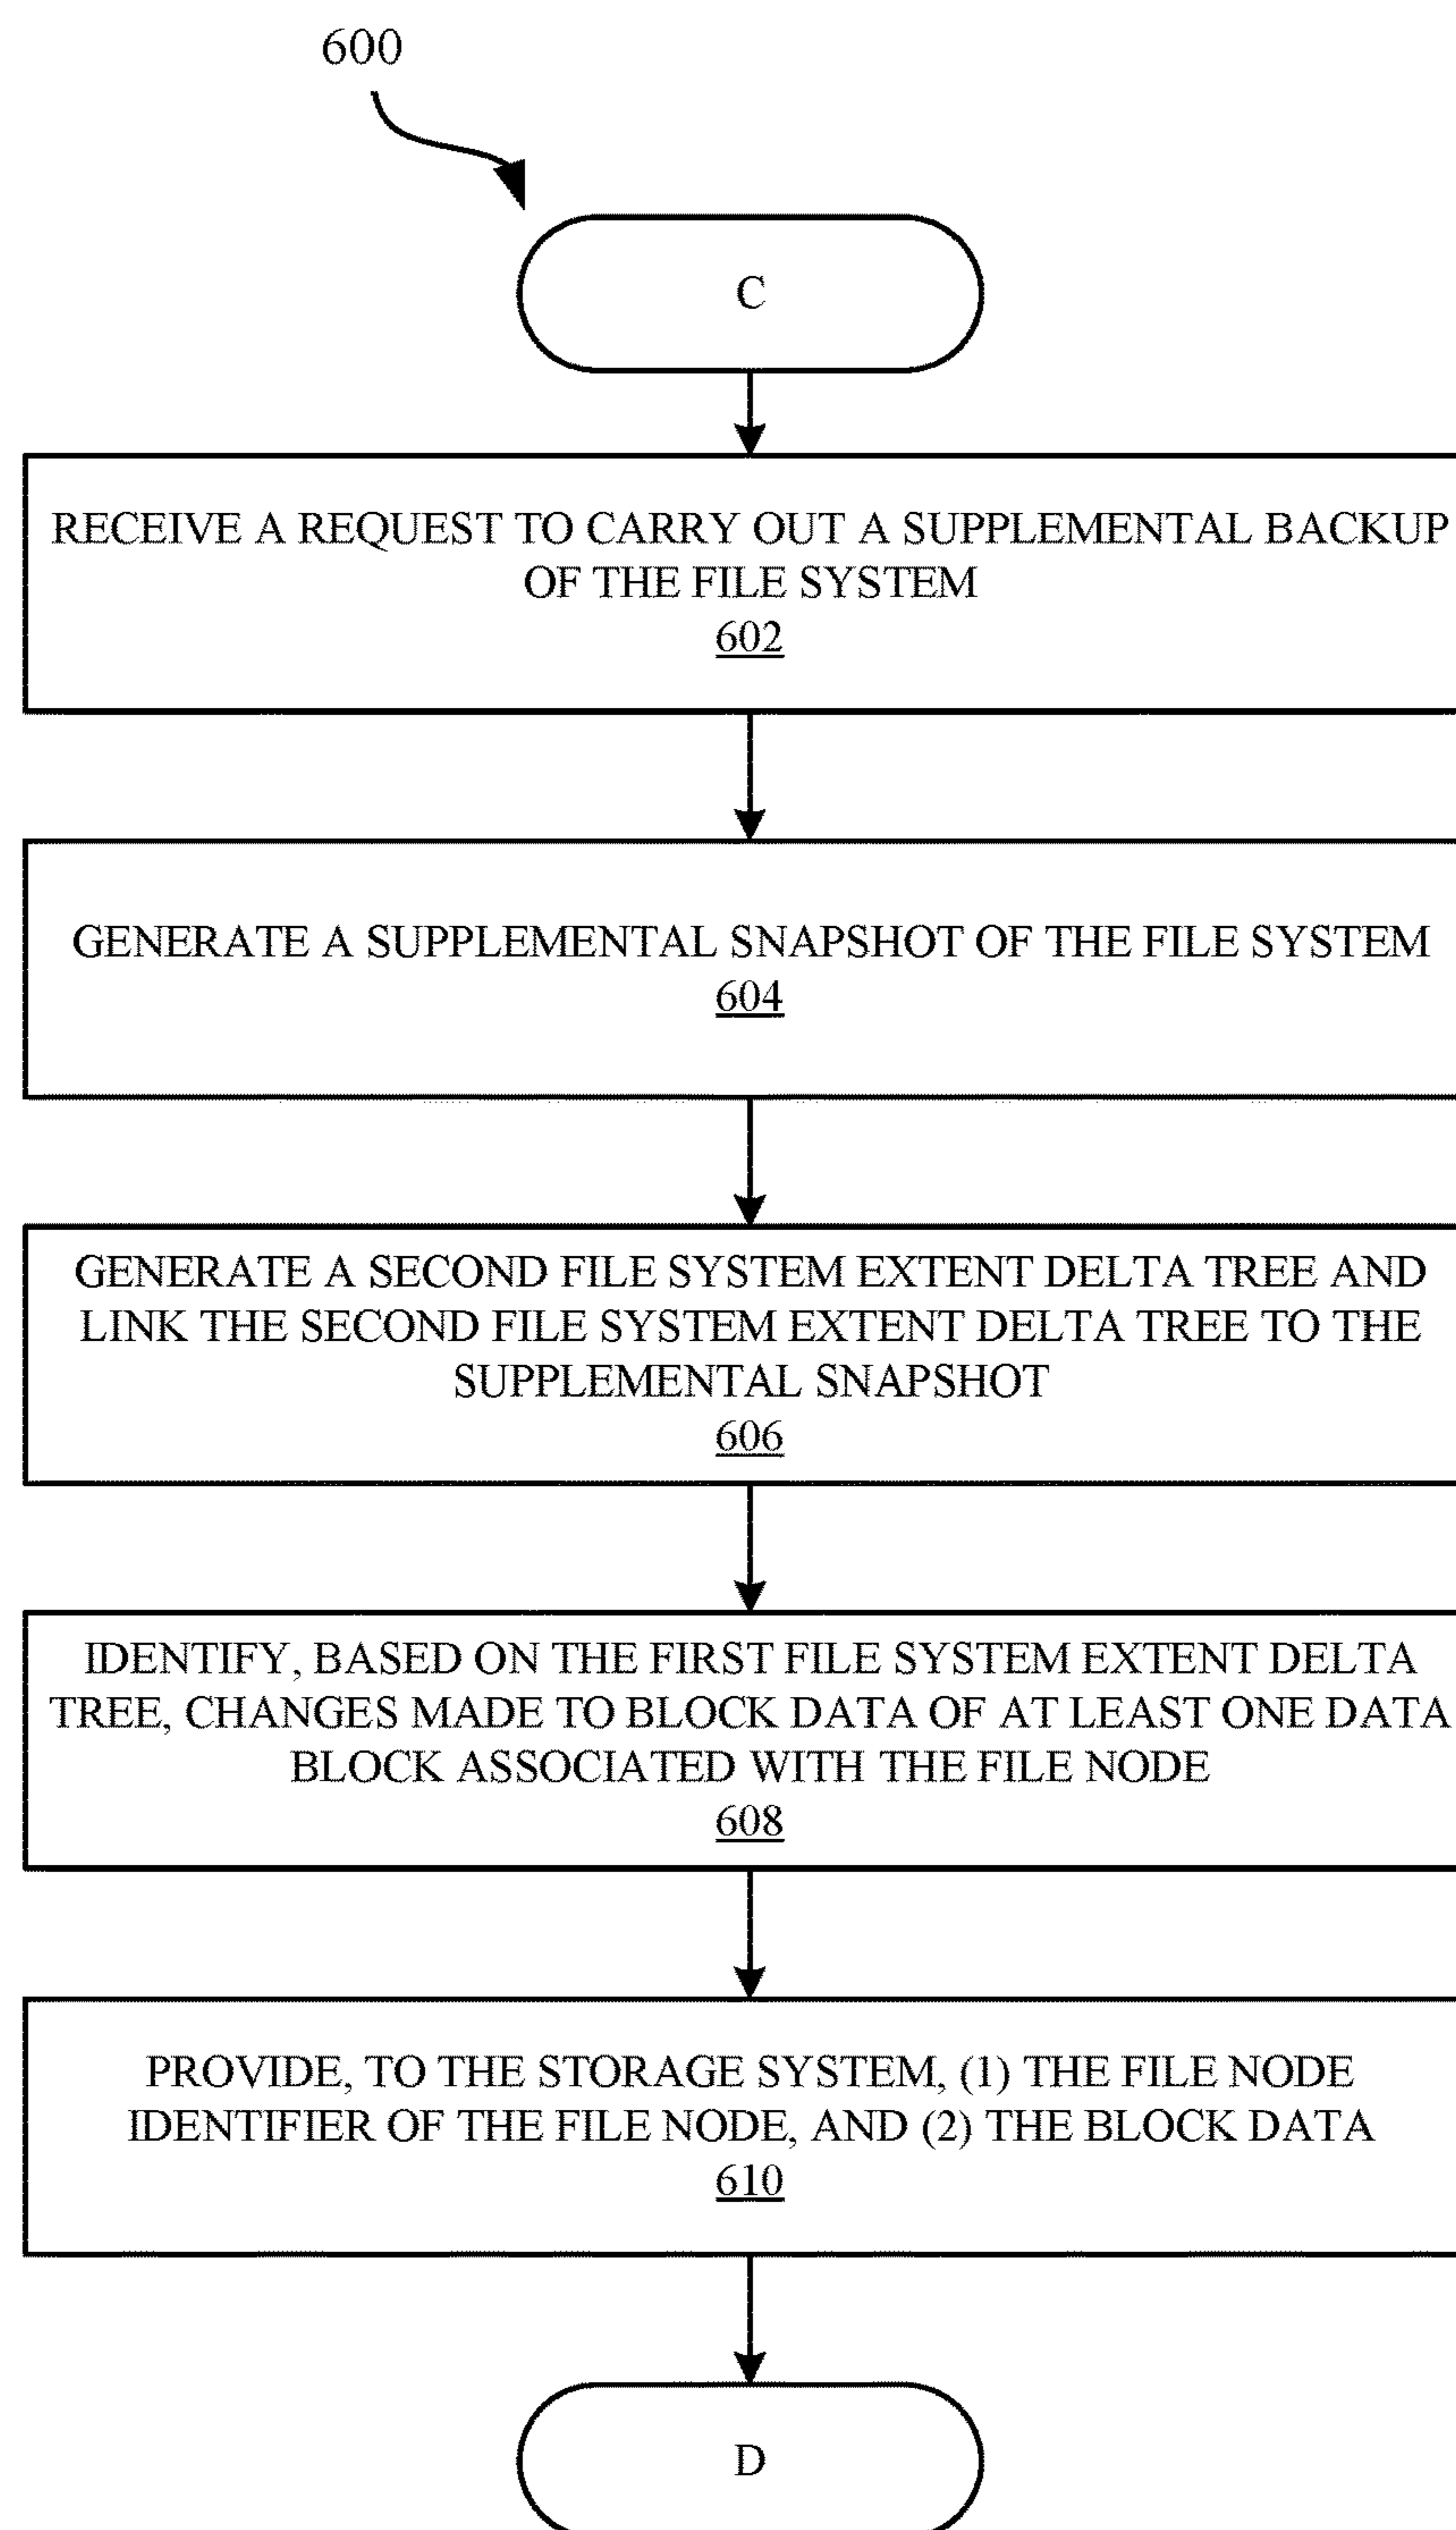 600
C
RECEIVE A REQUEST TO CARRY OUT A SUPPLEMENTAL BACKUP
OF THE FILE SYSTEM
602
GENERATE A SUPPLEMENTAL SNAPSHOT OF THE FILE SYSTEM
604
GENERATE A SECOND FILE SYSTEM EXTENT DELTA TREE AND
LINK THE SECOND FILE SYSTEM EXTENT DELTA TREE TO THE
SUPPLEMENTAL SNAPSHOT
606
IDENTIFY, BASED ON THE FIRST FILE SYSTEM EXTENT DELTA
TREE, CHANGES MADE TO BLOCK DATA OF AT LEAST ONE DATA
BLOCK ASSOCIATED WITH THE FILE NODE
608
PROVIDE, TO THE STORAGE SYSTEM, (1) THE FILE NODE
IDENTIFIER OF THE FILE NODE, AND (2) THE BLOCK DATA
610
D